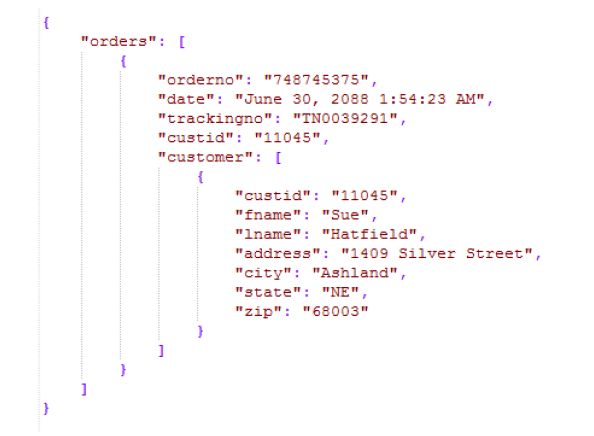 {
"orders": [
{
"orderno": "748745375",
"date": "June 30, 2088 1:54:23 AM",
"trackingno": "TN0039291",
"custid": "11045",
"customer": [
{
"custid": "11045",
"fname": "Sue",
"lname": "Hatfield",
"address": "1409 Silver Street",
"city": "Ashland",
"state": "NE",
"zip": "68003"
}
]
}
]
}